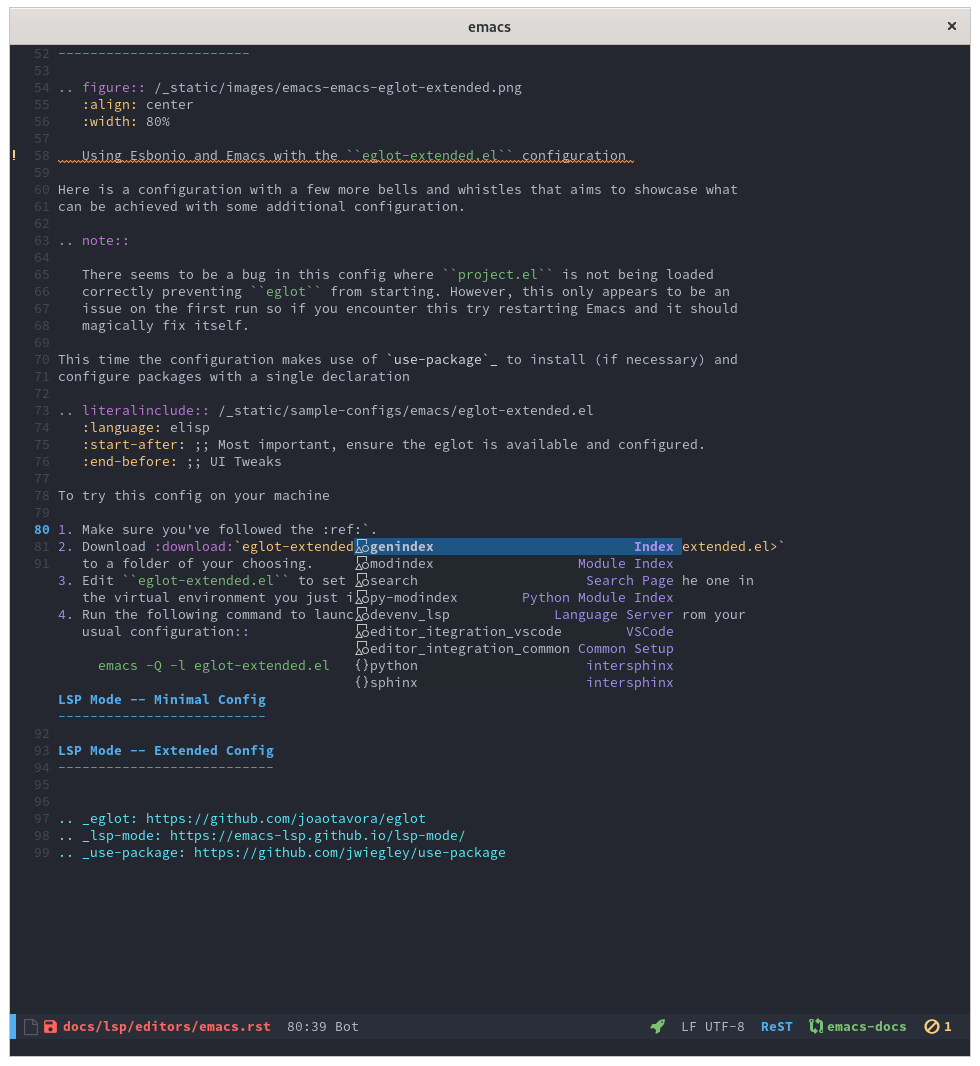 emacs ×
52 ------------------------
53
54 .. figure:: /_static/images/emacs-emacs-eglot-extended.png
55    :align: center
56    :width: 80%
57
! 58    Using Esbonio and Emacs with the ``eglot-extended.el`` configuration
59
60 Here is a configuration with a few more bells and whistles that aims to showcase what
61 can be achieved with some additional configuration.
62
63 .. note::
64
65    There seems to be a bug in this config where ``project.el`` is not being loaded
66    correctly preventing ``eglot`` from starting. However, this only appears to be an
67    issue on the first run so if you encounter this try restarting Emacs and it should
68    magically fix itself.
69
70 This time the configuration makes use of `use-package`_ to install (if necessary) and
71 configure packages with a single declaration
72
73 .. literalinclude:: /_static/sample-configs/emacs/eglot-extended.el
74    :language: elisp
75    :start-after: ;; Most important, ensure the eglot is available and configured.
76    :end-before: ;; UI Tweaks
77
78 To try this config on your machine
79
80 1. Make sure you've followed the :ref:`.
81 2. Download :download:`eglot-extended genindex Index extended.el>`
91    to a folder of your choosing. modindex Module Index
3. Edit ``eglot-extended.el`` to set search Search Page he one in
the virtual environment you just i py-modindex Python Module Index
4. Run the following command to launc devenv_lsp Language Server rom your
usual configuration:: editor_itegration_vscode VSCode
editor_integration_common Common Setup
emacs -Q -l eglot-extended.el {}python intersphinx
{}sphinx intersphinx
LSP Mode -- Minimal Config
--------------------------
92
93 LSP Mode -- Extended Config
94 ---------------------------
95
96
97 .. _eglot: https://github.com/joaotavora/eglot
98 .. _lsp-mode: https://emacs-lsp.github.io/lsp-mode/
99 .. _use-package: https://github.com/jwiegley/use-package
docs/lsp/editors/emacs.rst 80:39 Bot LF UTF-8 ReST emacs-docs 1